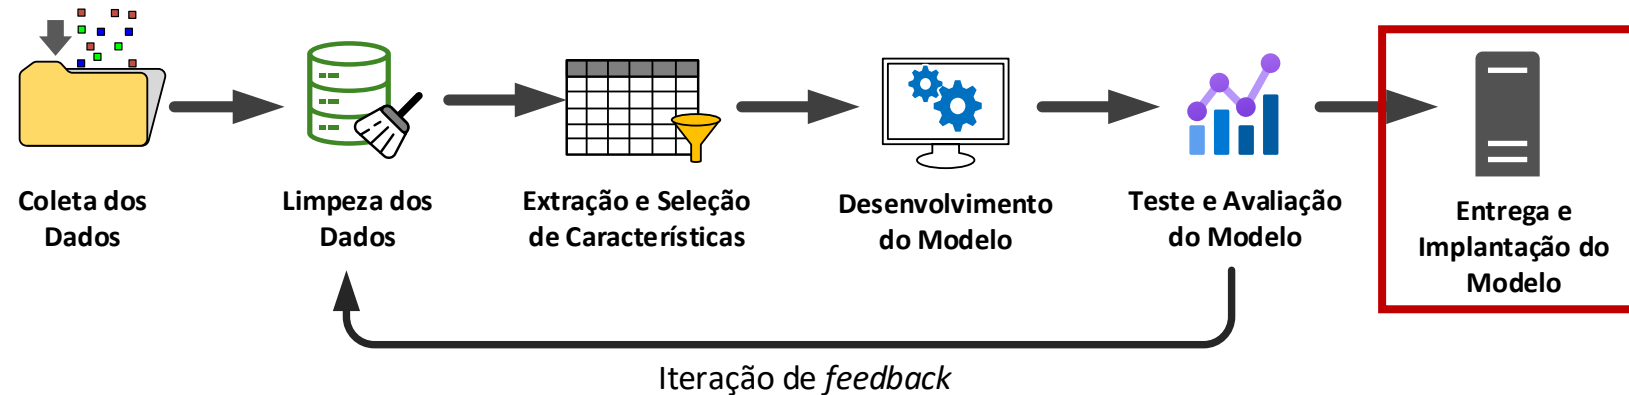 Coleta dos
Dados
Limpeza dos
Dados
Extração e Seleção
de Características
Desenvolvimento
do Modelo
Teste e Avaliação
do Modelo
Entrega e
Implantação do
Modelo
Iteração de feedback